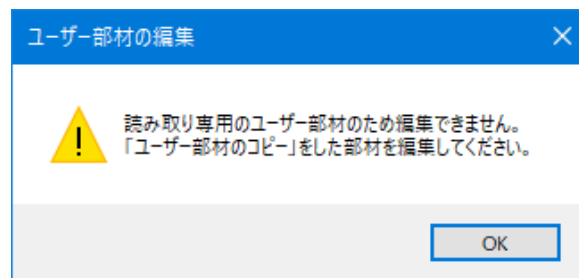 ユーザー部材の編集
読み取り専用のユーザー部材のため編集できません。
「ユーザー部材のコピー」をした部材を編集してください。
OK